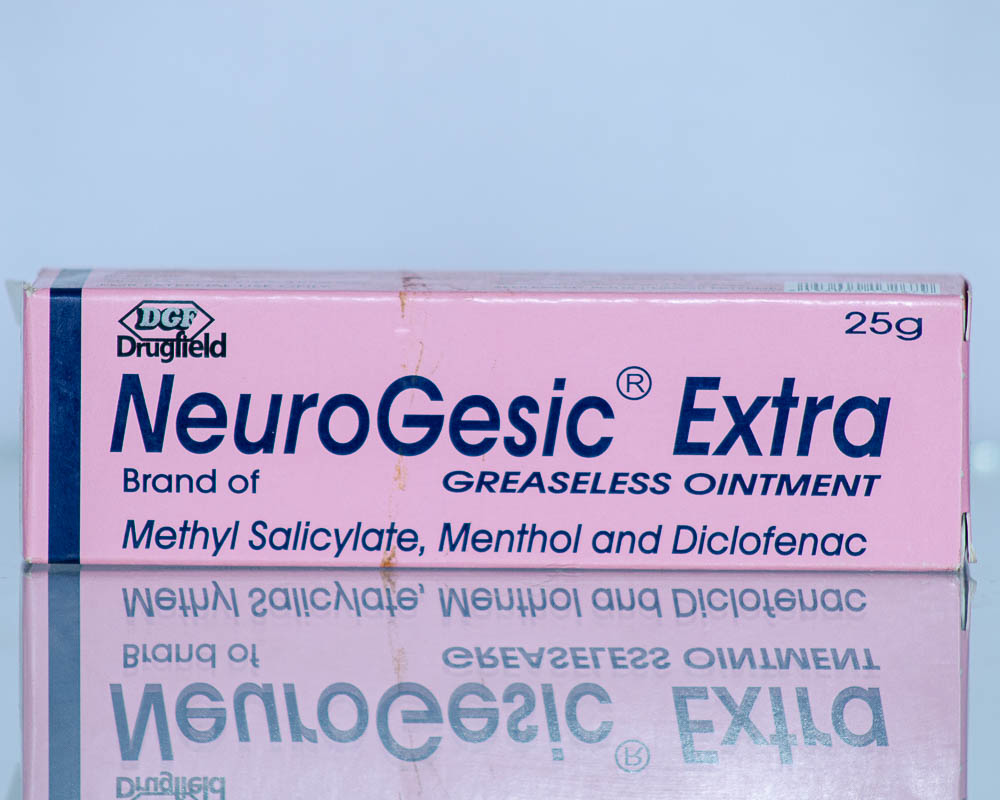 DGF
Drugfield
25g
NeuroGesic® Extra
Brand of GREASELESS OINTMENT
Methyl Salicylate, Menthol and Diclofenac